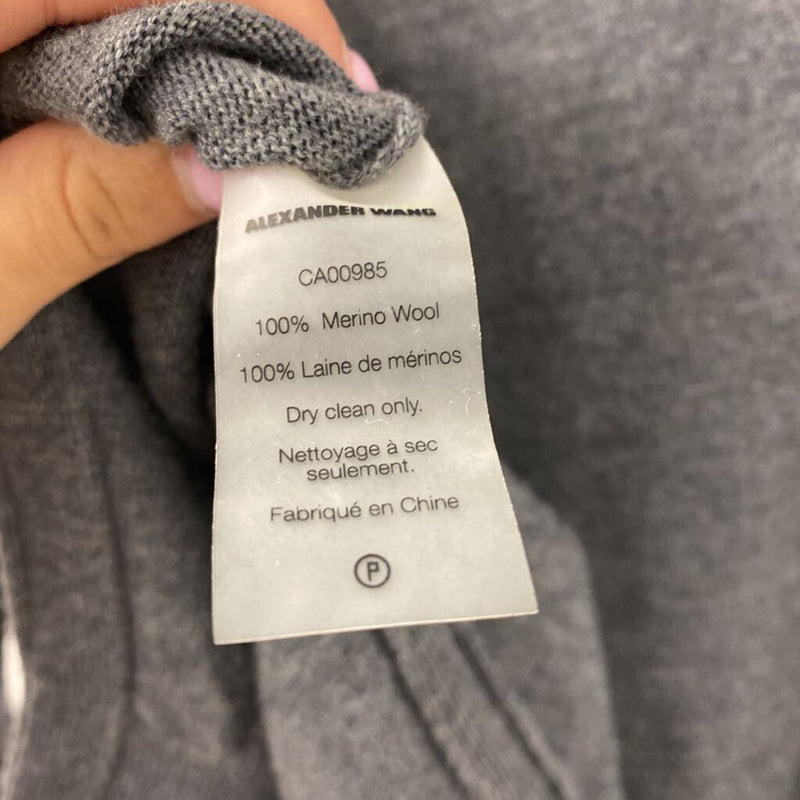 ALEXANDER WANG
CA00985
100% Merino Wool
100% Laine de mérinos
Dry clean only.
Nettoyage à sec
seulement.
Fabriqué en Chine
P